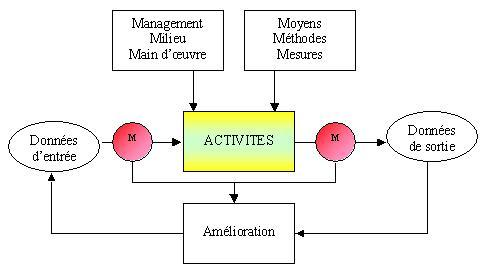 Management
Milieu
Main d'œuvre
Moyens
Méthodes
Mesures
Données
d'entrée
M
ACTIVITES
M
Données
de sortie
Amélioration